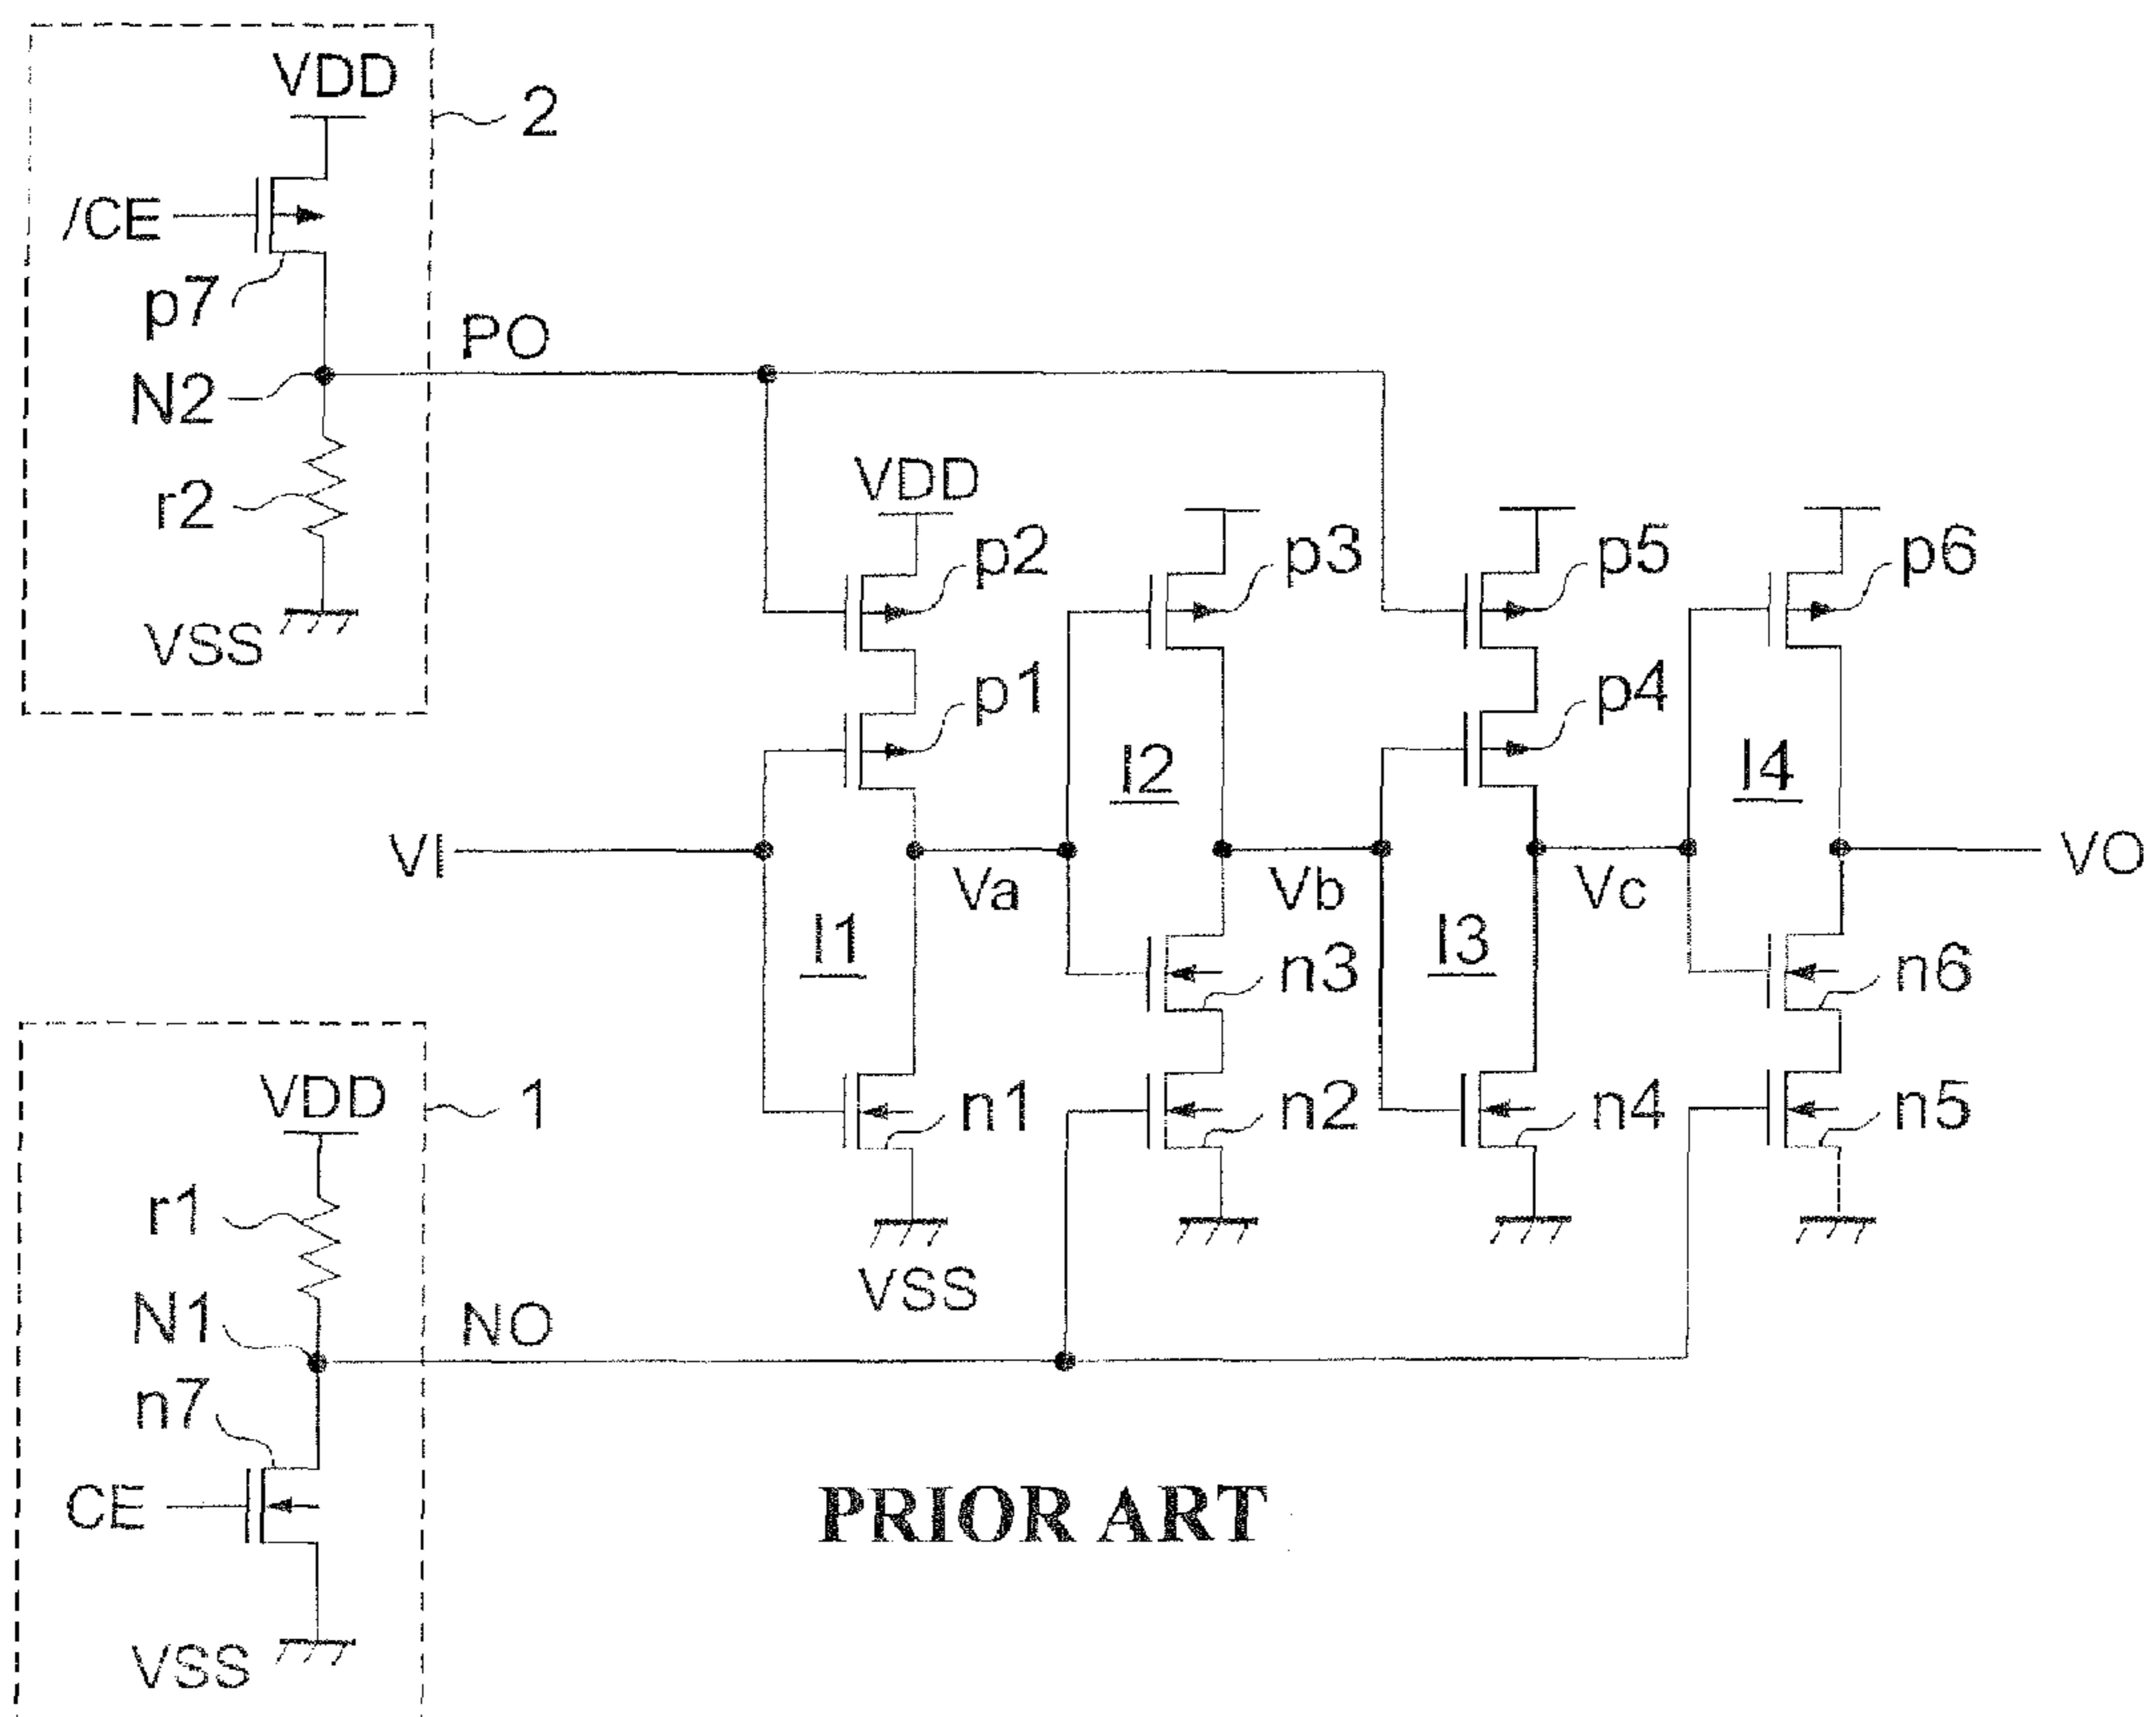 VDD
2
/CE
p7
PO
N2
r2
VSS
VDD
p2
p3
p5
p6
p1
p4
I2
I4
VI
Va
Vb
Vc
VO
I1
I3
n3
n6
VDD
1
n1
n2
n4
n5
r1
VSS
N1
NO
n7
CE
PRIOR ART
VSS